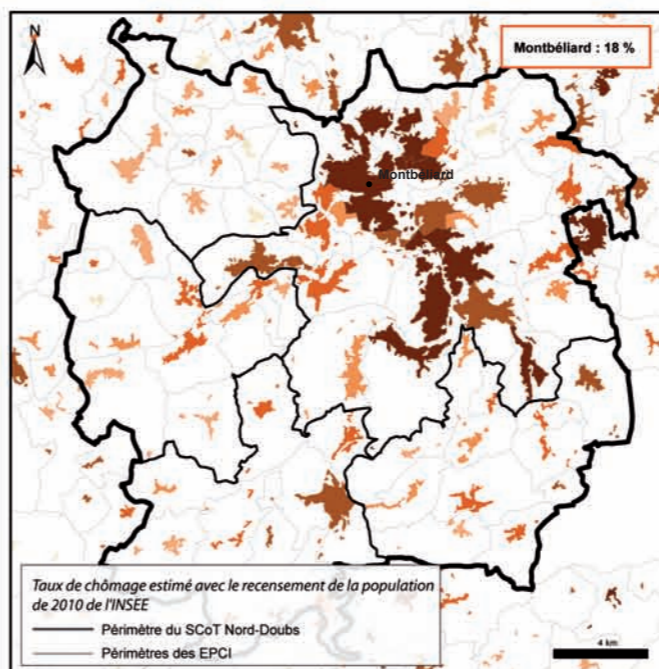 N
Montbéliard : 18 %
Montbéliard
Taux de chômage estimé avec le recensement de la population
de 2010 de l'INSEE
Périmètre du SCoT Nord-Doubs
Périmètres des EPCI
4 km